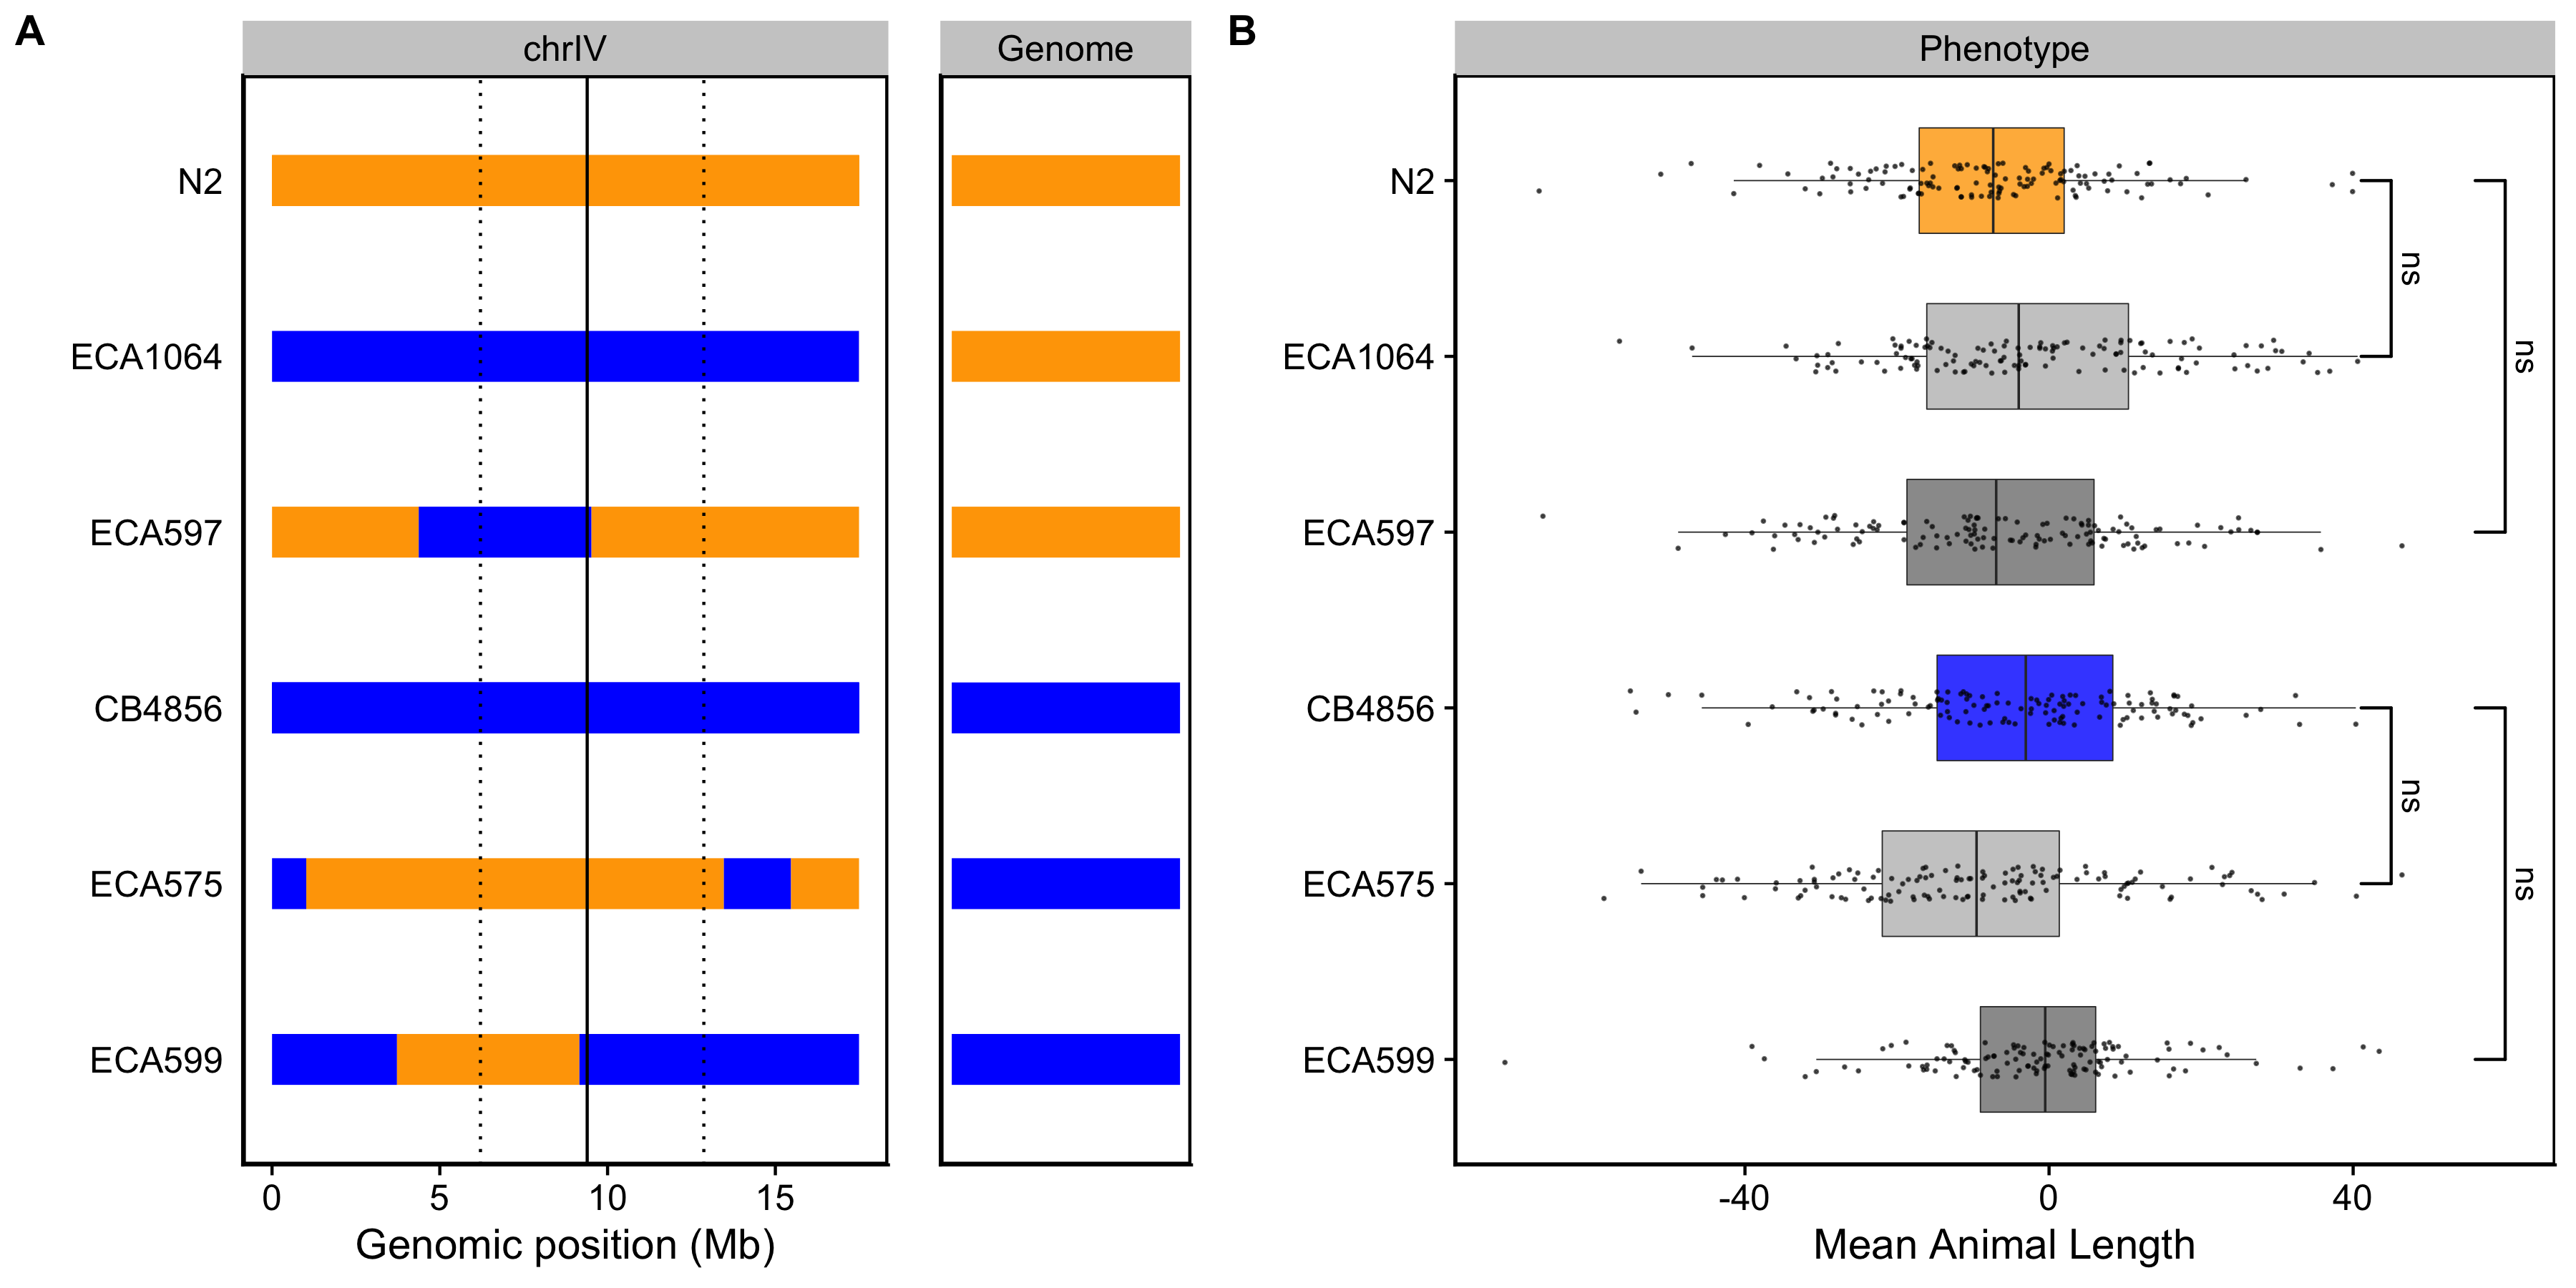 A
chrIV
Genome
N2
ECA1064
ECA597
CB4856
ECA575
ECA599
0 5 10 15
Genomic position (Mb)
B
Phenotype
N2
ECA1064
ECA597
CB4856
ECA575
ECA599
ns
ns
ns
ns
-40 0 40
Mean Animal Length